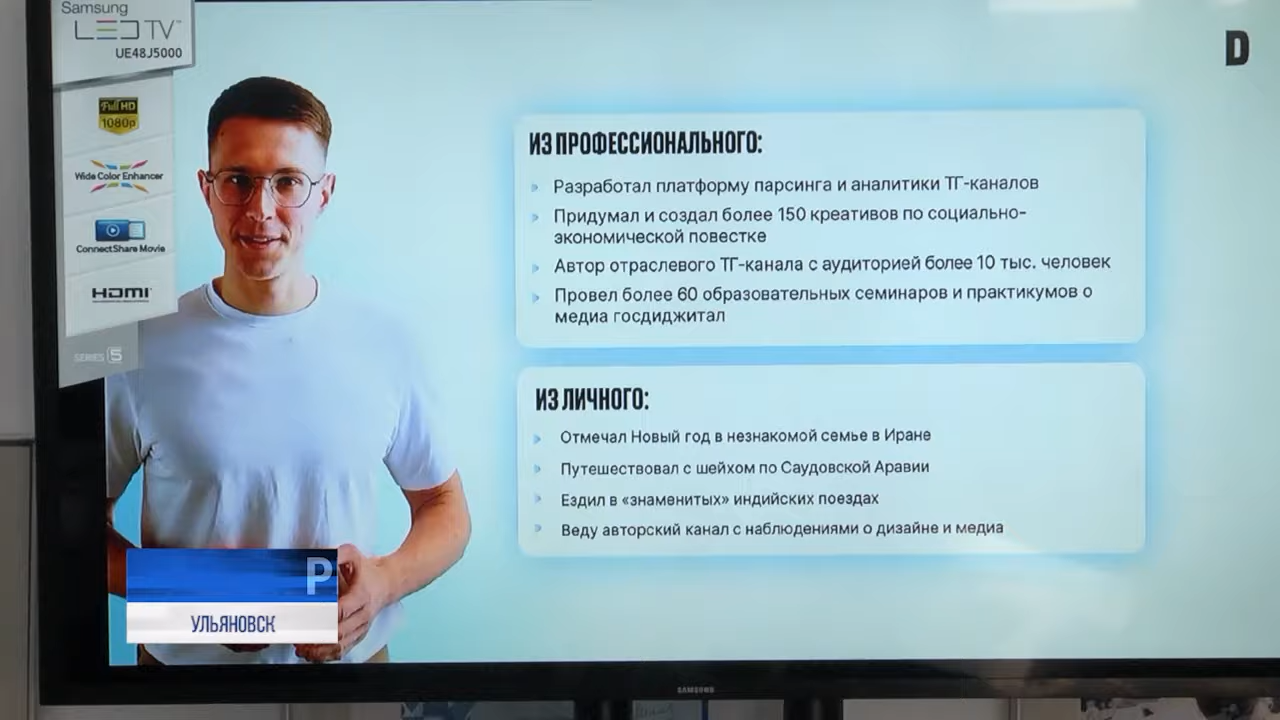 Samsung
LED TV
UE48J5000
Full HD
1080p
Wide Color Enhancer
ConnectShare Movie
HDMI
SERIES 5
D
ИЗ ПРОФЕССИОНАЛЬНОГО:
Разработал платформу парсинга и аналитики ТГ-каналов
Придумал и создал более 150 креативов по социально-
экономической повестке
Автор отраслевого ТГ-канала с аудиторией более 10 тыс. человек
Провел более 60 образовательных семинаров и практикумов о
медиа госдиджитал
ИЗ ЛИЧНОГО:
Отмечал Новый год в незнакомой семье в Иране
Путешествовал с шейхом по Саудовской Аравии
Ездил в «знаменитых» индийских поездах
Веду авторский канал с наблюдениями о дизайне и медиа
Р
УЛЬЯНОВСК
SAMSUNG